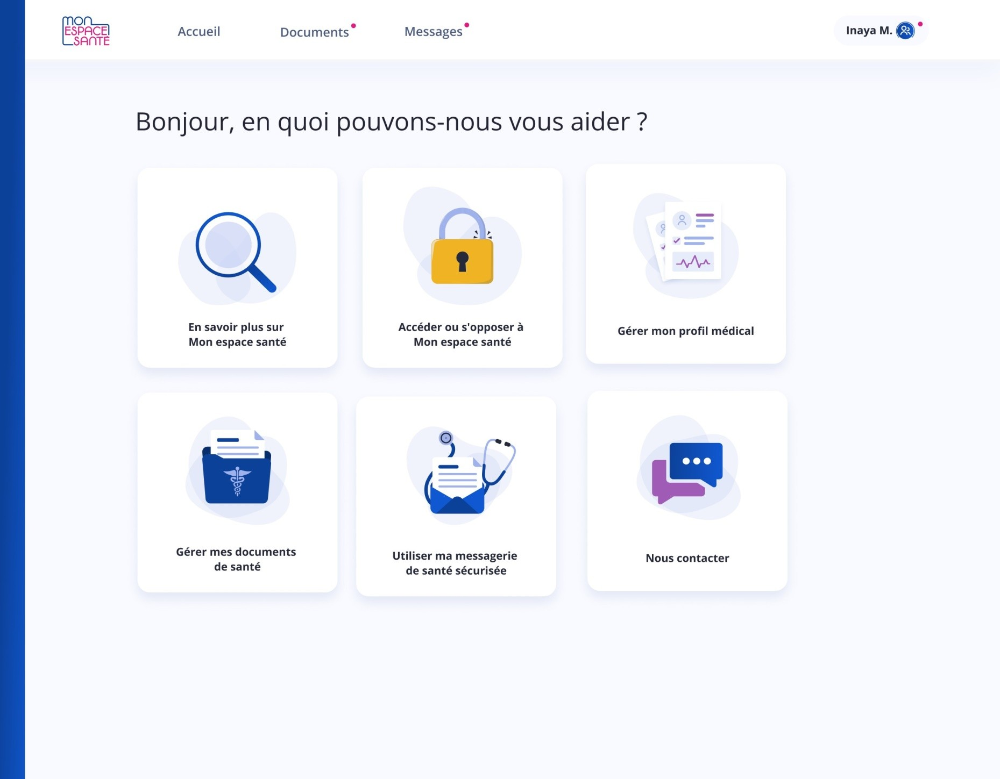 mon
ESPACE
SANTÉ
Accueil
Documents
Messages
Inaya M.
Bonjour, en quoi pouvons-nous vous aider ?
En savoir plus sur
Mon espace santé
Accéder ou s'opposer à
Mon espace santé
Gérer mon profil médical
Gérer mes documents
de santé
Utiliser ma messagerie
de santé sécurisée
Nous contacter